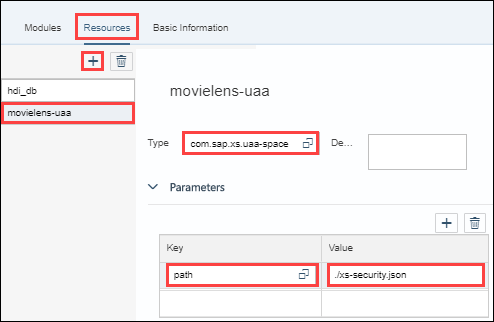 Modules Resources Basic Information
hdi_db
movielens-uaa
movielens-uaa
Type com.sap.xs.uaa-space De...
Parameters
Key Value
path ./xs-security.json